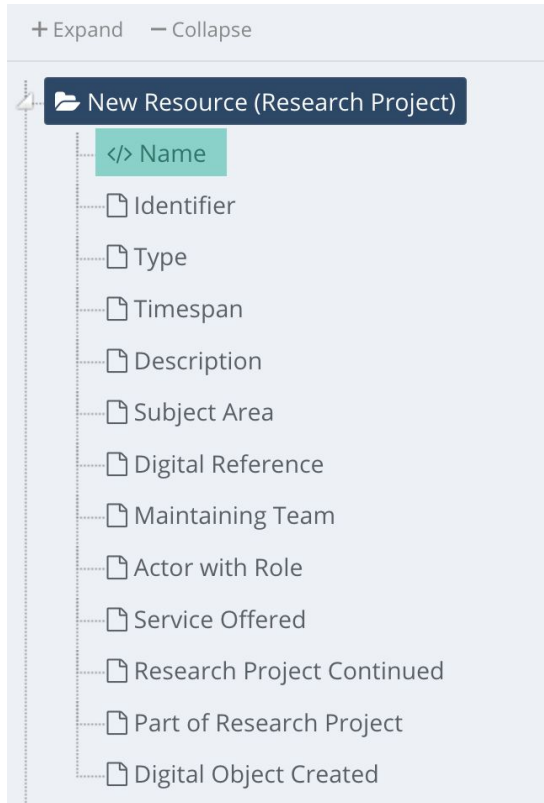 + Expand − Collapse
New Resource (Research Project)
</> Name
Identifier
Type
Timespan
Description
Subject Area
Digital Reference
Maintaining Team
Actor with Role
Service Offered
Research Project Continued
Part of Research Project
Digital Object Created